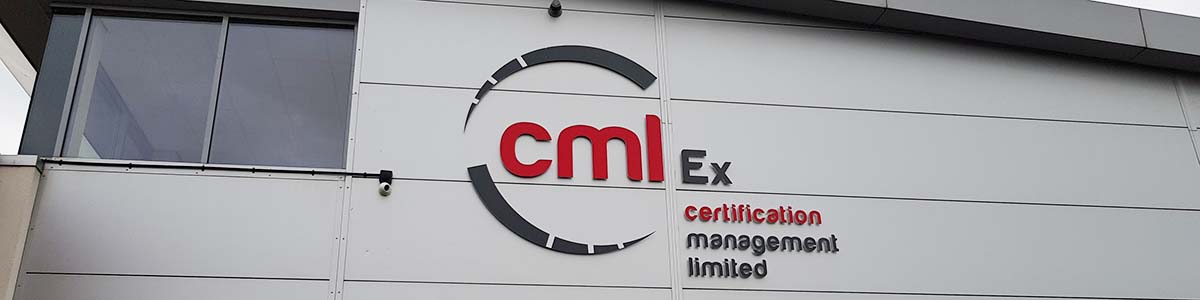 cml Ex
certification
management
limited